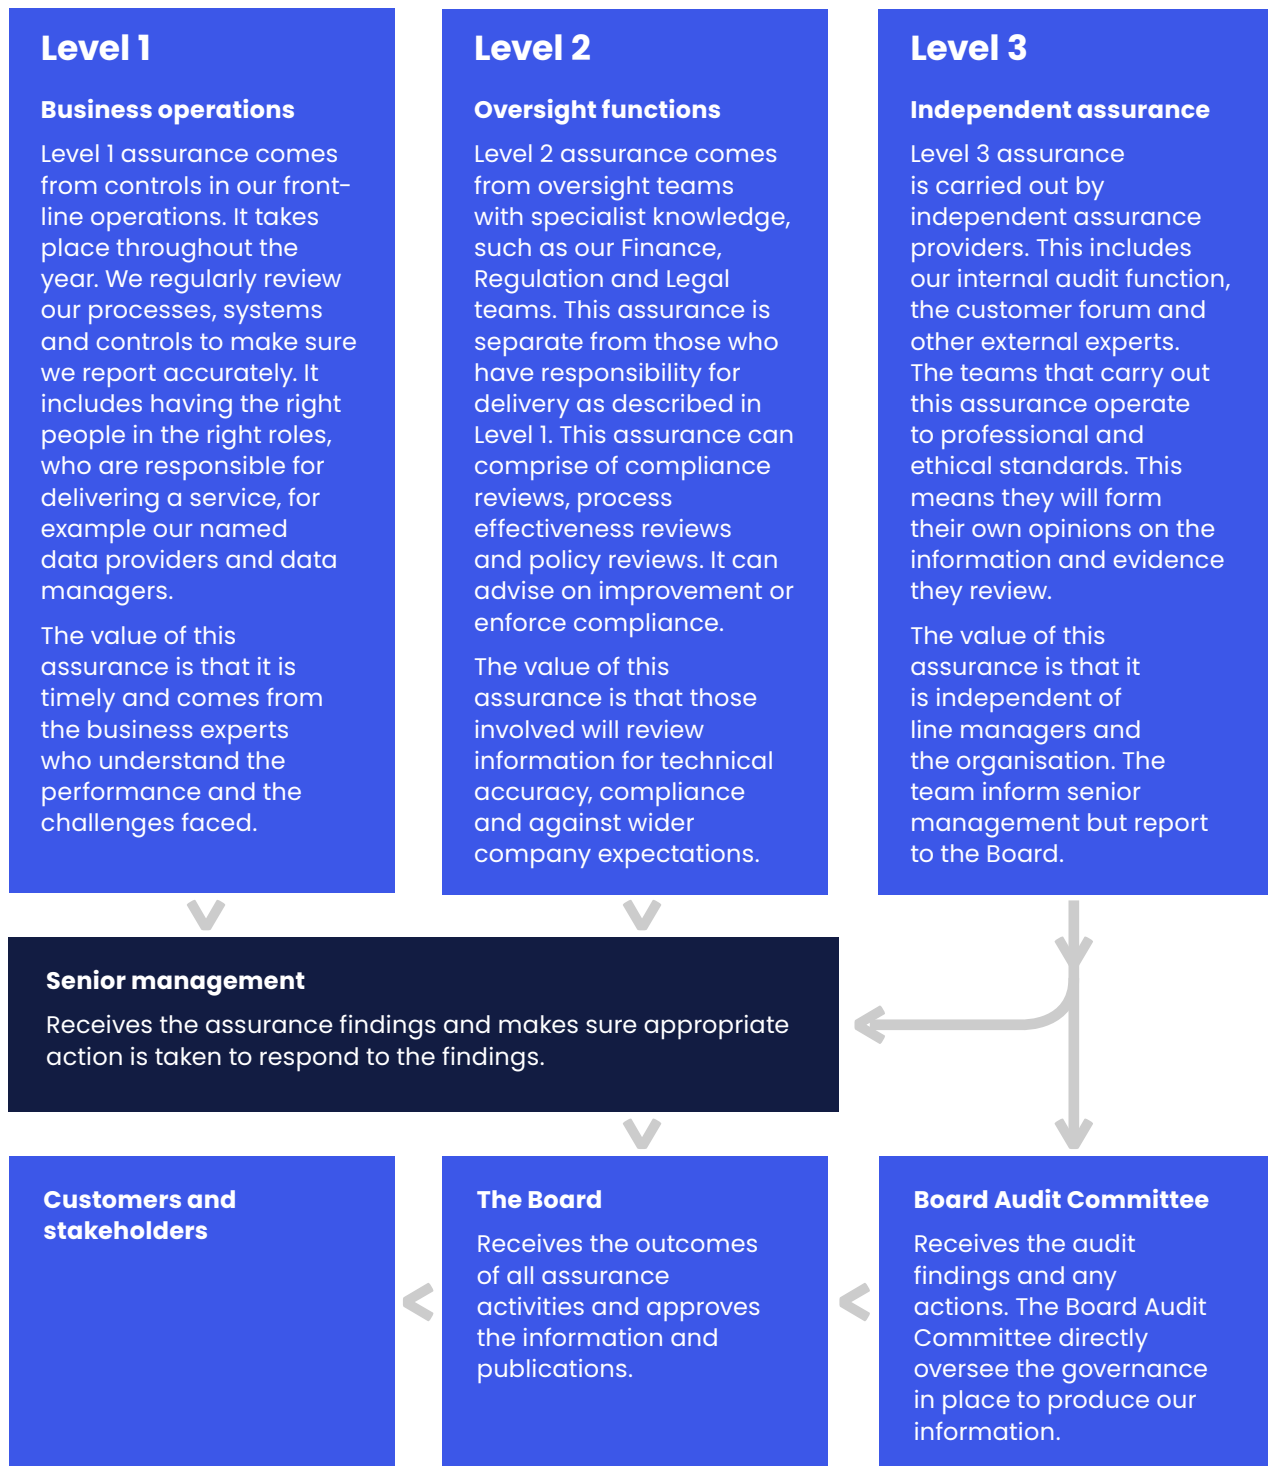 Level 1
Business operations
Level 1 assurance comes
from controls in our front-
line operations. It takes
place throughout the
year. We regularly review
our processes, systems
and controls to make sure
we report accurately. It
includes having the right
people in the right roles,
who are responsible for
delivering a service, for
example our named
data providers and data
managers.
The value of this
assurance is that it is
timely and comes from
the business experts
who understand the
performance and the
challenges faced.
Level 2
Oversight functions
Level 2 assurance comes
from oversight teams
with specialist knowledge,
such as our Finance,
Regulation and Legal
teams. This assurance is
separate from those who
have responsibility for
delivery as described in
Level 1. This assurance can
comprise of compliance
reviews, process
effectiveness reviews
and policy reviews. It can
advise on improvement or
enforce compliance.
The value of this
assurance is that those
involved will review
information for technical
accuracy, compliance
and against wider
company expectations.
Level 3
Independent assurance
Level 3 assurance
is carried out by
independent assurance
providers. This includes
our internal audit function,
the customer forum and
other external experts.
The teams that carry out
this assurance operate
to professional and
ethical standards. This
means they will form
their own opinions on the
information and evidence
they review.
The value of this
assurance is that it
is independent of
line managers and
the organisation. The
team inform senior
management but report
to the Board.
Senior management
Receives the assurance findings and makes sure appropriate
action is taken to respond to the findings.
Customers and
stakeholders
The Board
Receives the outcomes
of all assurance
activities and approves
the information and
publications.
Board Audit Committee
Receives the audit
findings and any
actions. The Board Audit
Committee directly
oversee the governance
in place to produce our
information.